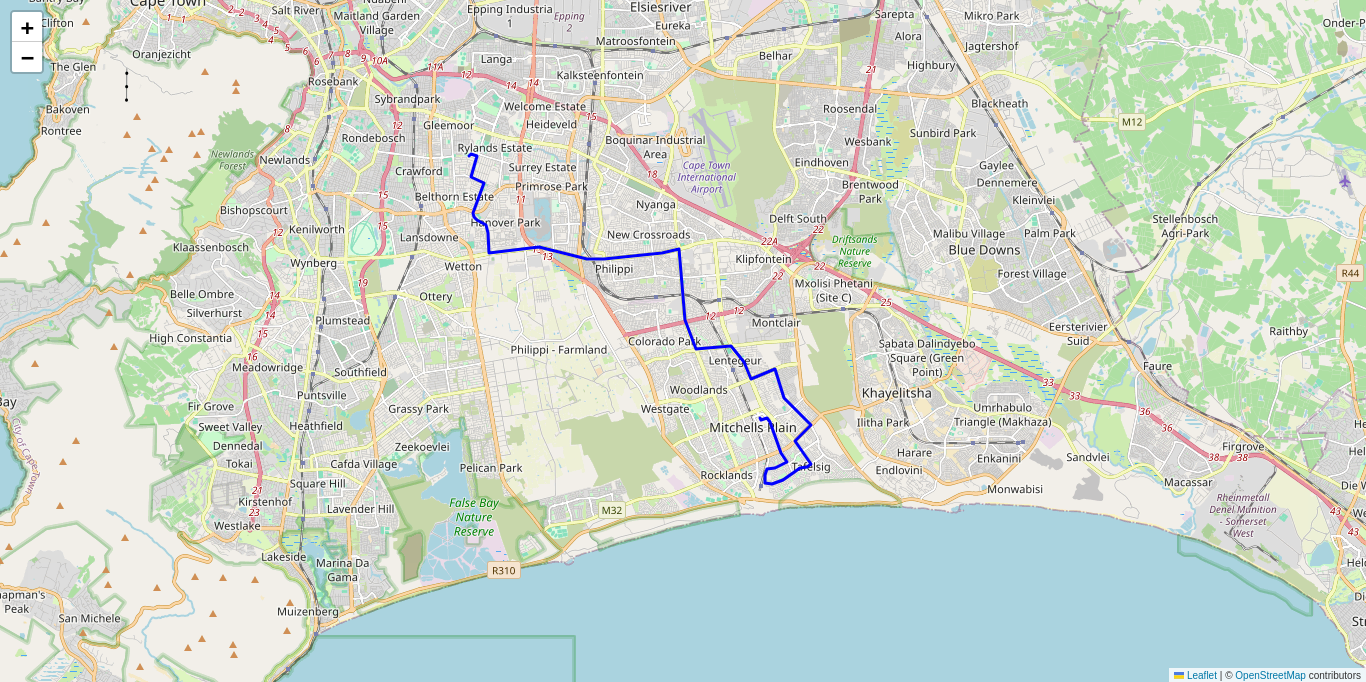 Clifton
Cape Town
Salt River
Maitland Garden
Village
Epping Industria
1
Epping
2
Elsiesriver
Eureka
Matroosfontein
Sarepta
Mikro Park
Alora
Jagtershof
Belhar
Highbury
Oranjezicht
The Glen
Bakoven
Rontree
Rosebank
Langa
Kalksteenfontein
Sybrandpark
Welcome Estate
Heideveld
Gleemoor
Rondebosch
Boquinar Industrial
Area
Roosendal
Wesbank
Blackheath
Sunbird Park
M12
Newlands
Forest
Newlands
Rylands Estate
Crawford
Surrey Estate
Primrose Park
Cape Town
International
Airport
Eindhoven
Brentwood
Park
Gaylee
Dennemere
Kleinvlei
Belthorn Estate
Bishopscourt
Nyanga
Hanover Park
Delft South
Stellenbosch
Agri-Park
Kenilworth
Lansdowne
New Crossroads
Malibu Village
Palm Park
Klaassenbosch
Driftsands
Nature
Reserve
Blue Downs
Wynberg
Wetton
Philippi
Klipfontein
Forest Village
R44
Belle Ombre
Ottery
Mxolisi Phetani
(Site C)
Silverhurst
Plumstead
Montclair
Eersterivier
Suid
Raithby
High Constantia
Colorado Park
Sabata Dalindyebo
Square (Green
Point)
Philippi - Farmland
Lentegeur
Faure
Meadowridge
Southfield
Woodlands
Khayelitsha
Puntsville
Fir Grove
Grassy Park
Westgate
Umrhabulo
Triangle (Makhaza)
Sweet Valley
Heathfield
Mitchells Plain
Ilitha Park
Dennedal
Zeekoevlei
Harare
Firgrove
Tokai
Cafda Village
Pelican Park
Rocklands
Tafelsig
Endlovini
Enkanini
Sandvlei
Macassar
Square Hill
Monwabisi
Kirstenhof
Lavender Hill
False Bay
Nature
Reserve
M32
Rheinmetall
Denel Munition
- Somerset
West
Westlake
Lakeside
Marina Da
Gama
R310
San Michele
Muizenberg
City of Cape Town
+
−
Leaflet | © OpenStreetMap contributors